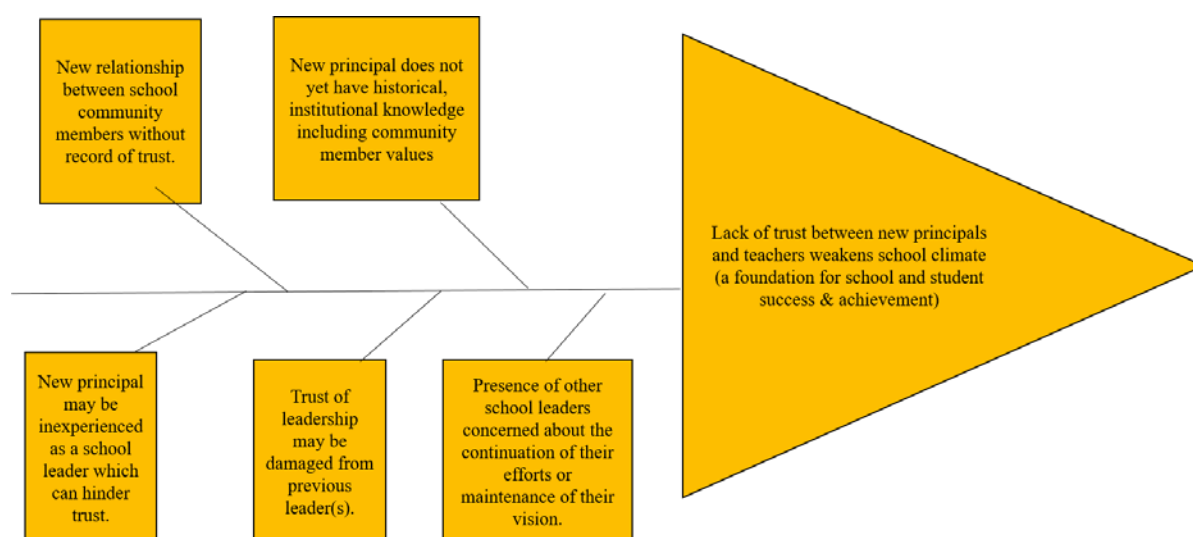 New relationship
between school
community
members without
record of trust.
New principal does not
yet have historical,
institutional knowledge
including community
member values
Lack of trust between new principals
and teachers weakens school climate
(a foundation for school and student
success & achievement)
New principal
may be
inexperienced
as a school
leader which
can hinder
trust.
Trust of
leadership
may be
damaged from
previous
leader(s).
Presence of other
school leaders
concerned about the
continuation of their
efforts or
maintenance of their
vision.